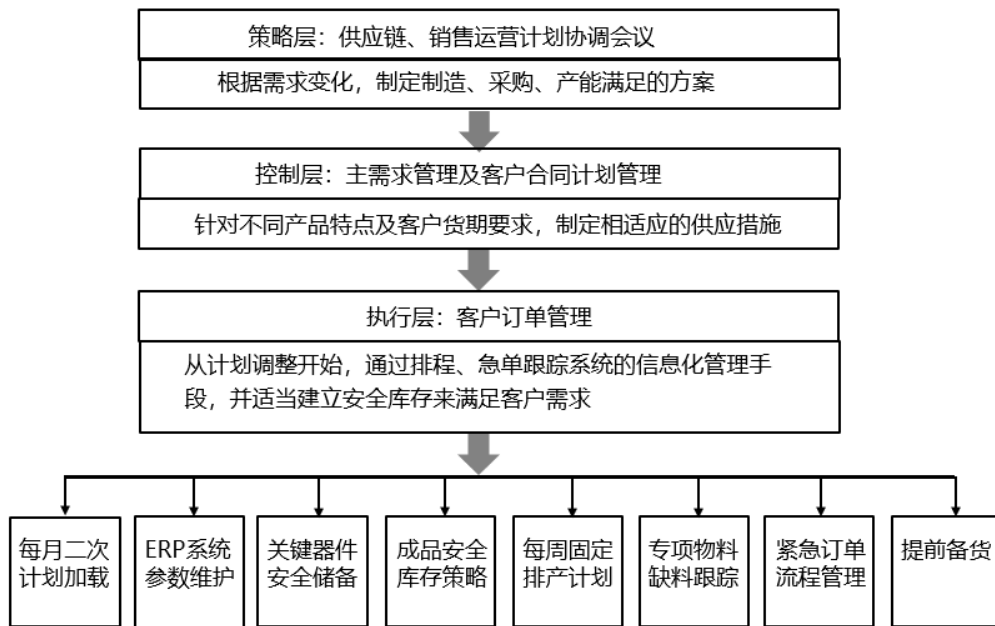 策略层：供应链、销售运营计划协调会议
根据需求变化，制定制造、采购、产能满足的方案
控制层：主需求管理及客户合同计划管理
针对不同产品特点及客户货期要求，制定相适应的供应措施
执行层：客户订单管理
从计划调整开始，通过排程、急单跟踪系统的信息化管理手
段，并适当建立安全库存来满足客户需求
每月二次
计划加载
ERP系统
参数维护
关键器件
安全储备
成品安全
库存策略
每周固定
排产计划
专项物料
缺料跟踪
紧急订单
流程管理
提前备货